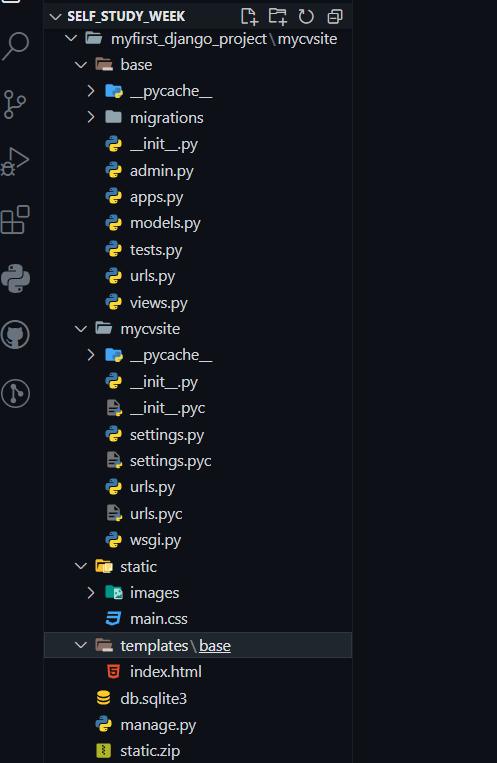 SELF_STUDY_WEEK
myfirst_django_project\mycvsite
base
__pycache__
migrations
__init__.py
admin.py
apps.py
models.py
tests.py
urls.py
views.py
mycvsite
__pycache__
__init__.py
__init__.pyc
settings.py
settings.pyc
urls.py
urls.pyc
wsgi.py
static
images
main.css
templates\base
index.html
db.sqlite3
manage.py
static.zip